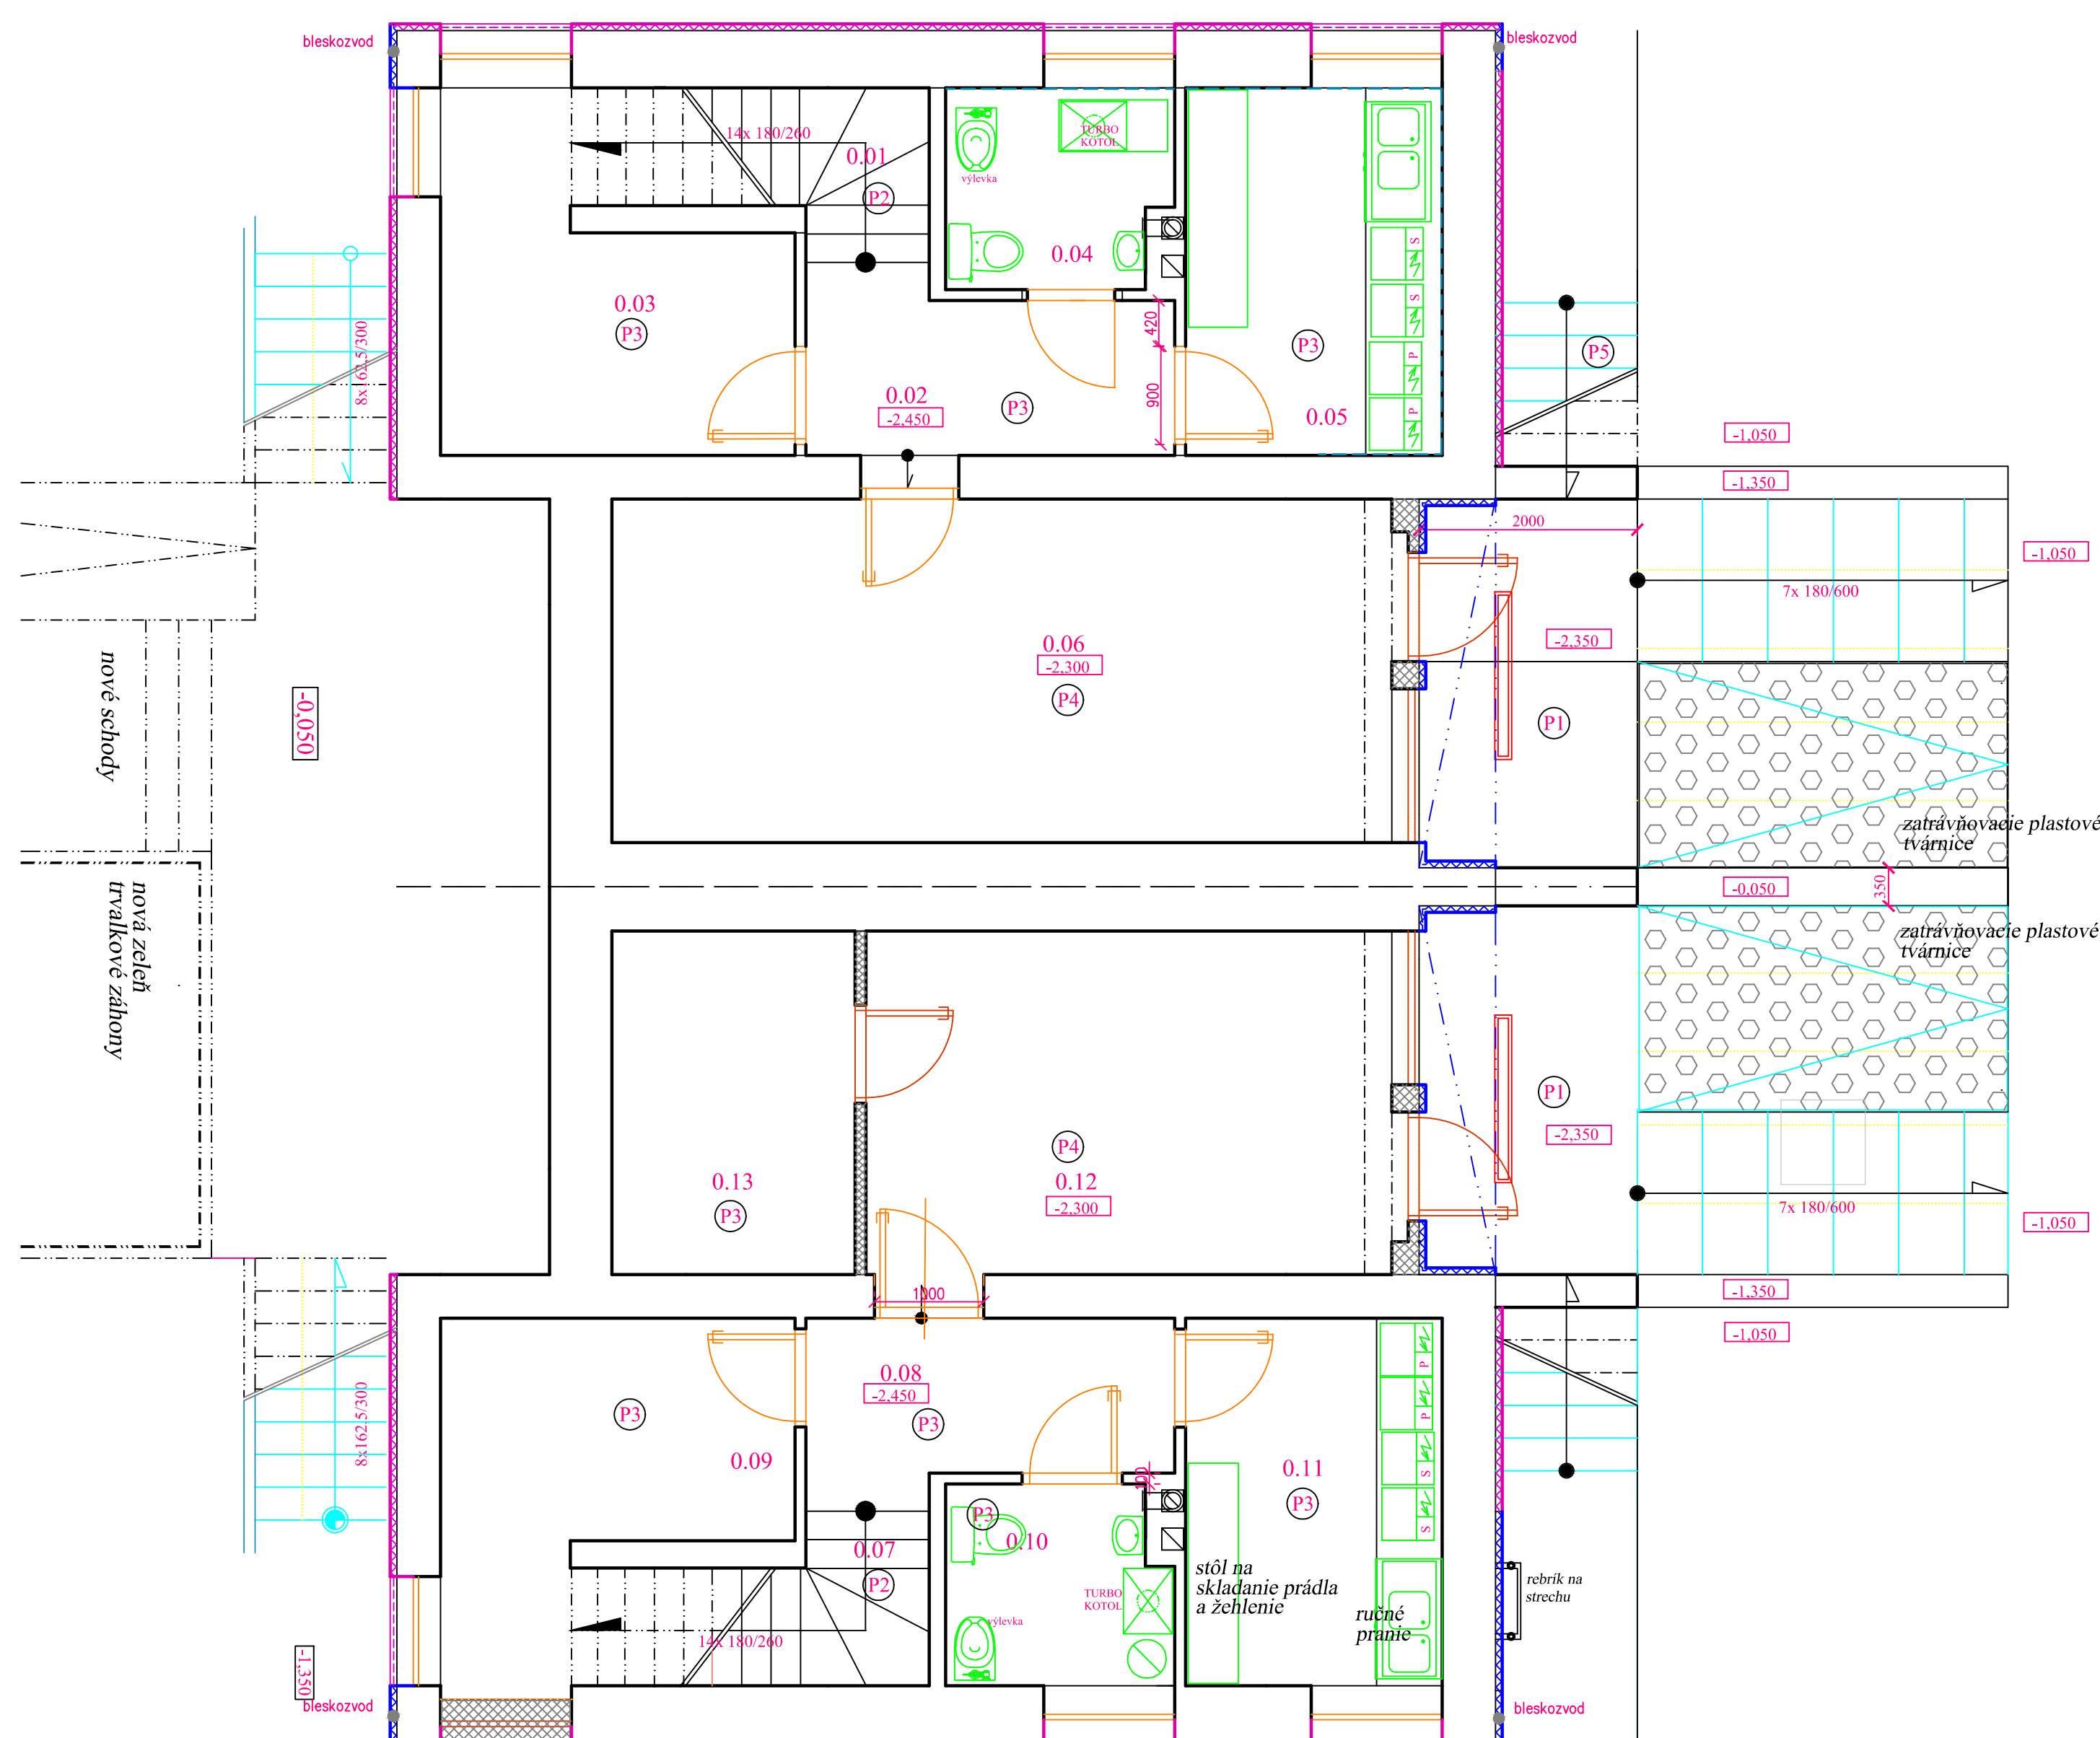 bleskozvod
bleskozvod
14x 180/260
0.01
P2
TURBO
KOTOL
výlevka
0.04
0.03
P3
8x162,5/300
420
900
0.02
-2,450
P3
P3
0.05
S
S
P
P
P5
-1,050
-1,350
2000
-1,050
7x 180/600
-2,350
0.06
-2,300
P4
P1
nové schody
-0,050
zatrávňovacie plastové
tvárnice
-0,050
350
nová zeleň
trvalkové záhony
zatrávňovacie plastové
tvárnice
P1
-2,350
P4
0.12
-2,300
0.13
P3
7x 180/600
-1,050
1000
-1,350
-1,050
0.08
-2,450
P3
P3
0.09
8x162,5/300
P
P
S
S
0.11
P3
100
P3
0.10
0.07
P2
14x 180/260
výlevka
TURBO
KOTOL
stôl na
skladanie prádla
a žehlenie
ručné
pranie
rebrík na
strechu
-1,350
bleskozvod
bleskozvod